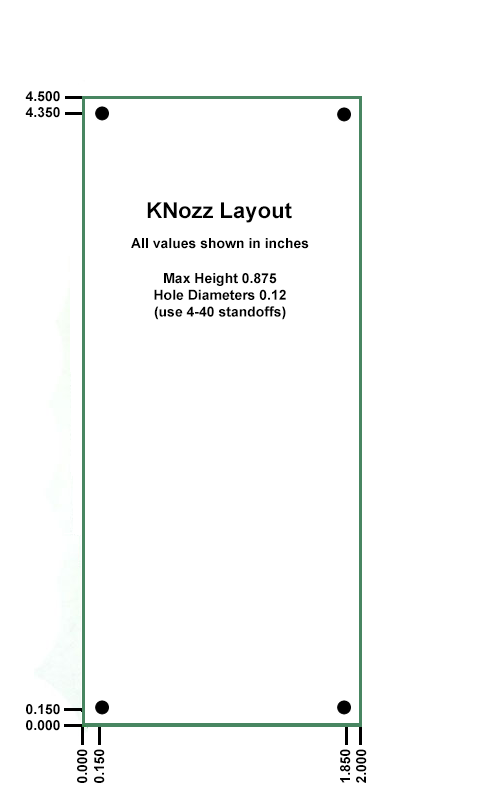 4.500
4.350
KNozz Layout
All values shown in inches
Max Height 0.875
Hole Diameters 0.12
(use 4-40 standoffs)
0.150
0.000
0.000
0.150
1.850
2.000